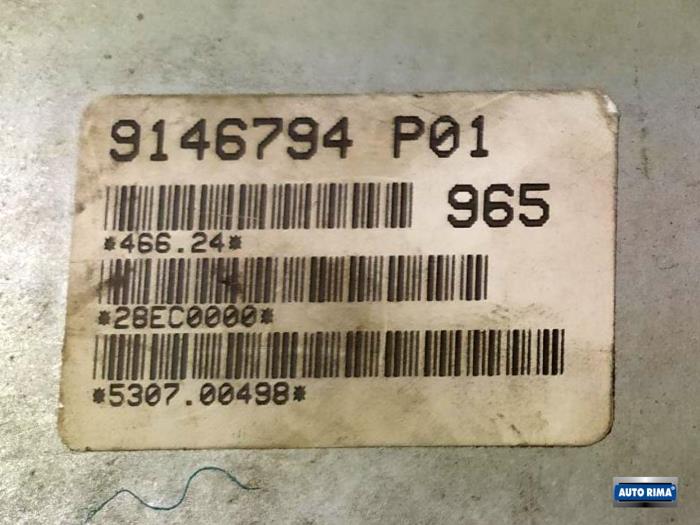 9146794 P01
965
*466.24*
*28EC0000*
*5307.00498*
AUTO RIMA